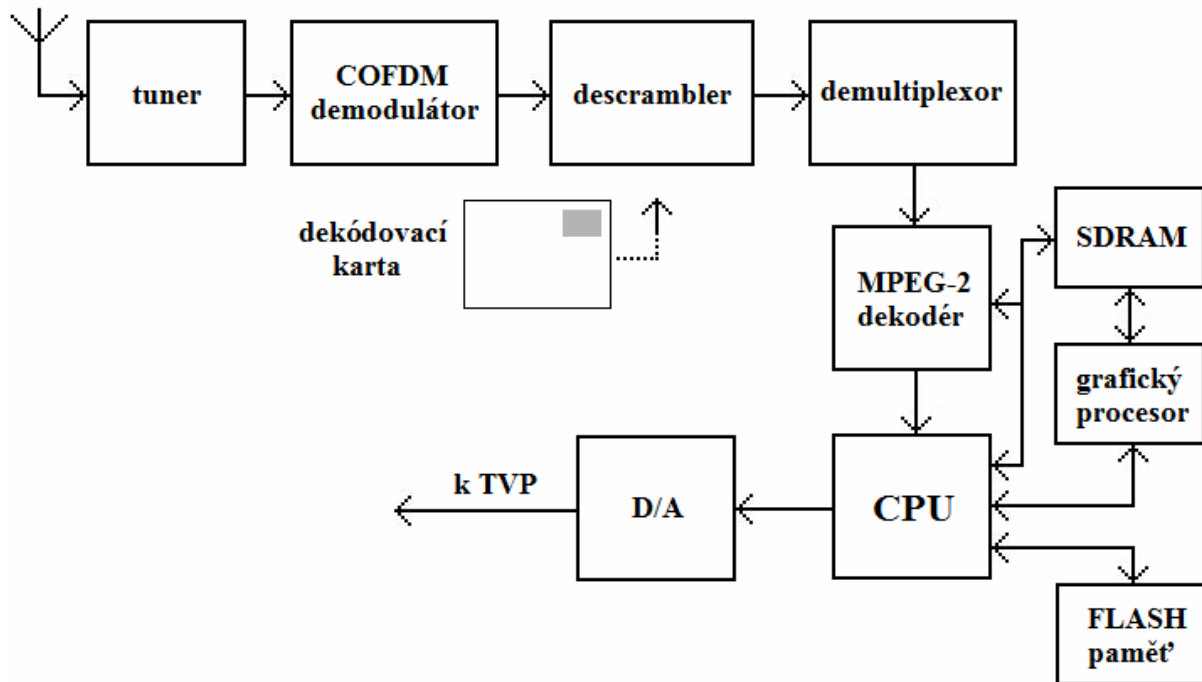 tuner
COFDM
demodulátor
descrambler
demultiplexor
dekódovací
karta
MPEG-2
dekodér
SDRAM
grafický
procesor
k TVP
D/A
CPU
FLASH
paměť